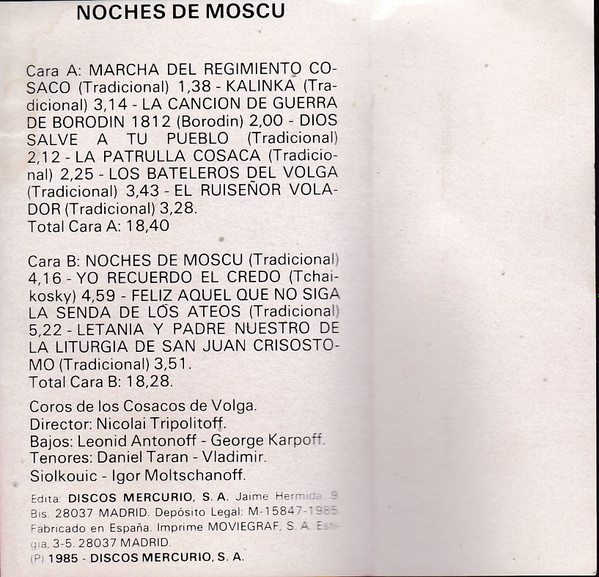 NOCHES DE MOSCU
Cara A: MARCHA DEL REGIMIENTO CO-
SACO (Tradicional) 1,38 - KALINKA (Tra-
dicional) 3,14 - LA CANCION DE GUERRA
DE BORODIN 1812 (Borodin) 2,00 - DIOS
SALVE A TU PUEBLO (Tradicional)
2,12 - LA PATRULLA COSACA (Tradicio-
nal) 2,25 - LOS BATELEROS DEL VOLGA
(Tradicional) 3,43 - EL RUISEÑOR VOLA-
DOR (Tradicional) 3,28.
Total Cara A: 18,40
Cara B: NOCHES DE MOSCU (Tradicional)
4,16 - YO RECUERDO EL CREDO (Tchai-
kosky) 4,59 - FELIZ AQUEL QUE NO SIGA
LA SENDA DE LOS ATEOS (Tradicional)
5,22 - LETANIA Y PADRE NUESTRO DE
LA LITURGIA DE SAN JUAN CRISOSTO-
MO (Tradicional) 3,51.
Total Cara B: 18,28.
Coros de los Cosacos de Volga.
Director: Nicolai Tripolitoff.
Bajos: Leonid Antonoff - George Karpoff.
Tenores: Daniel Taran - Vladimir.
Siolkouic - Igor Moltschanoff.
Edita: DISCOS MERCURIO, S. A. Jaime Hermida, 9
Bis. 28037 MADRID. Depósito Legal: M-15847-1985
Fabricado en España. Imprime MOVIEGRAF, S. A.
3-5. 28037 MADRID.
(P) 1985 - DISCOS MERCURIO, S. A.